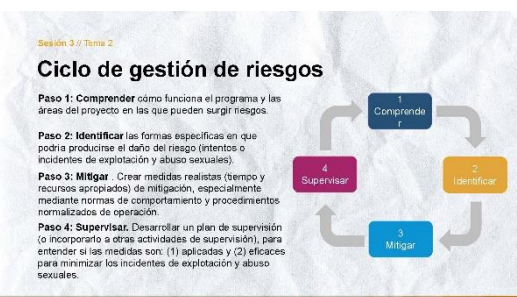 Sesión 3 // Tema 2
Ciclo de gestión de riesgos
Paso 1: Comprender cómo funciona el programa y las
áreas del proyecto en las que pueden surgir riesgos.
Paso 2: Identificar las formas específicas en que
podría producirse el daño del riesgo (intentos o
incidentes de explotación y abuso sexuales).
Paso 3: Mitigar . Crear medidas realistas (tiempo y
recursos apropiados) de mitigación, especialmente
mediante normas de comportamiento y procedimientos
normalizados de operación.
Paso 4: Supervisar. Desarrollar un plan de supervisión
(o incorporarlo a otras actividades de supervisión), para
entender si las medidas son: (1) aplicadas y (2) eficaces
para minimizar los incidentes de explotación y abuso
sexuales.
1
Comprende
r
2
Identificar
3
Mitigar
4
Supervisar